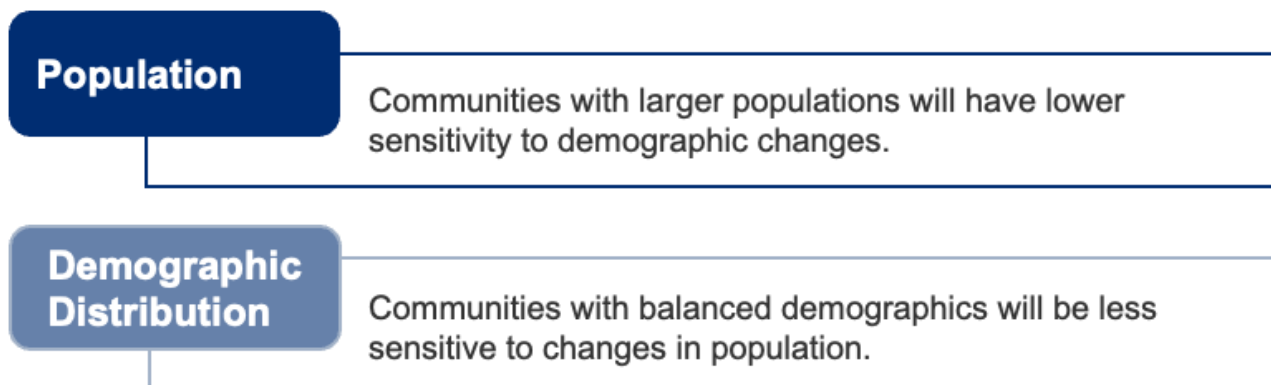 Population
Communities with larger populations will have lower
sensitivity to demographic changes.
Demographic
Distribution
Communities with balanced demographics will be less
sensitive to changes in population.